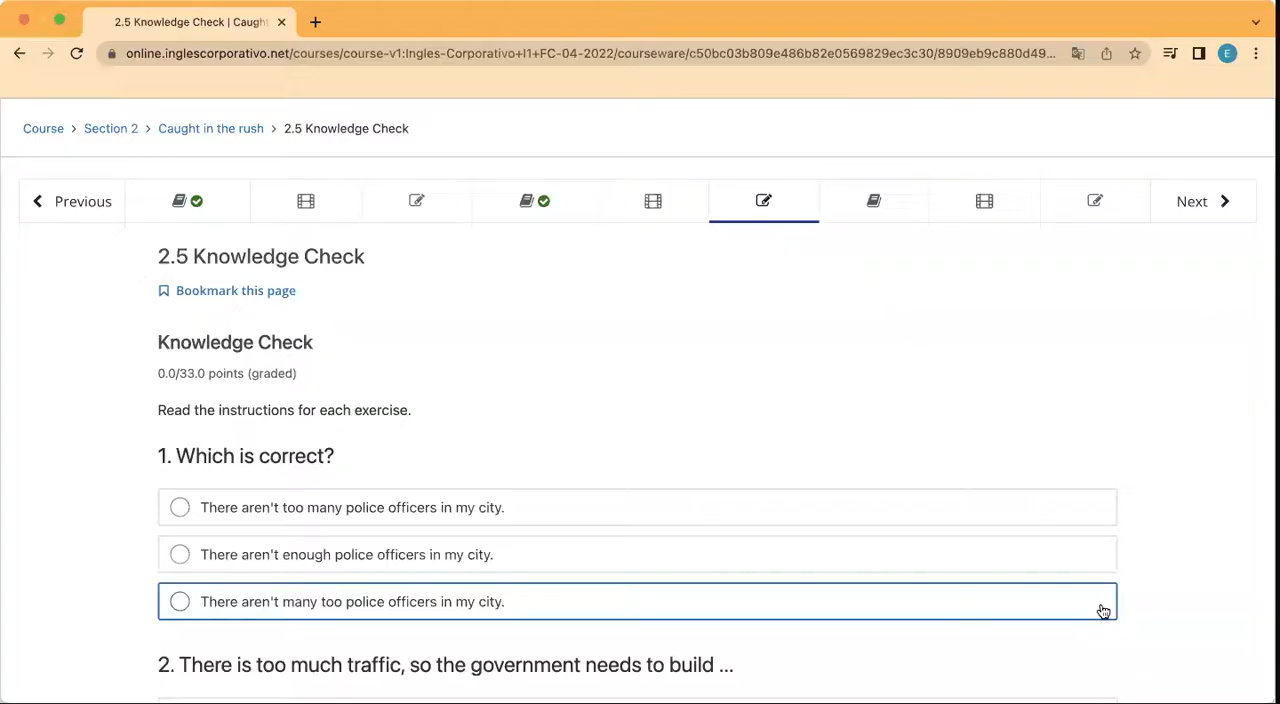 2.5 Knowledge Check | Caught
online.inglescorporativo.net/courses/course-v1:Ingles-Corporativo+I1+FC-04-2022/courseware/c50bc03b809e486b82e0569829ec3c30/8909eb9c880d49...
E
Course > Section 2 > Caught in the rush > 2.5 Knowledge Check
Previous
Next
2.5 Knowledge Check
Bookmark this page
Knowledge Check
0.0/33.0 points (graded)
Read the instructions for each exercise.
1. Which is correct?
There aren't too many police officers in my city.
There aren't enough police officers in my city.
There aren't many too police officers in my city.
2. There is too much traffic, so the government needs to build ...